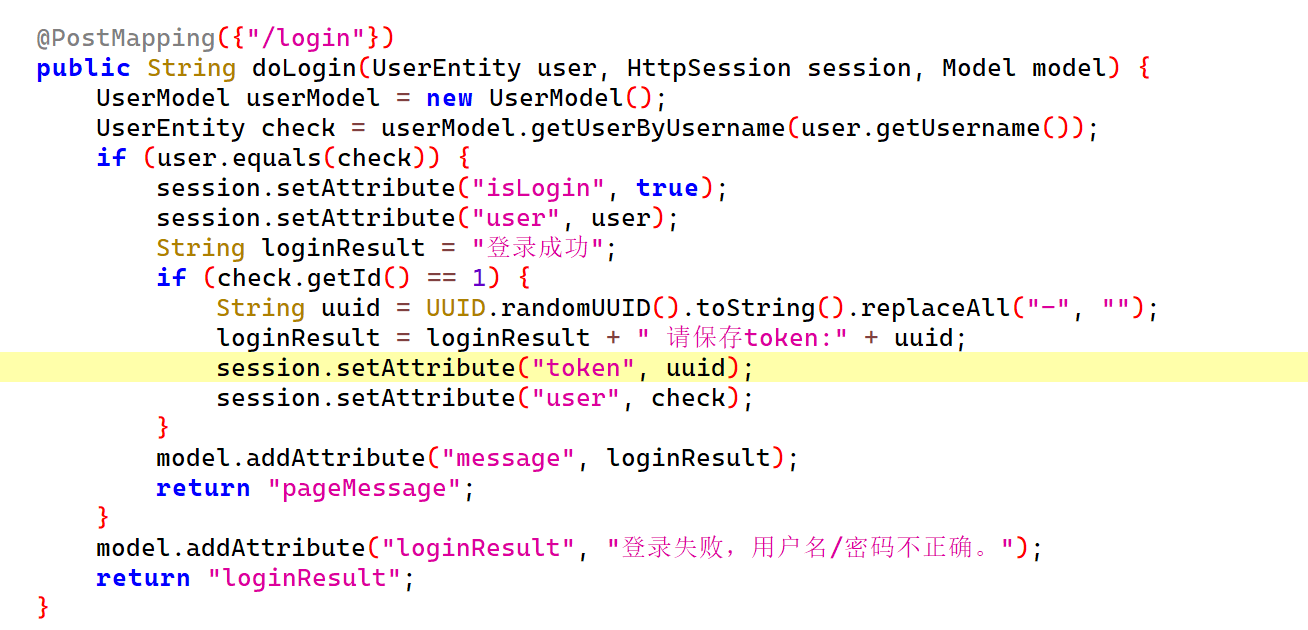 @PostMapping({"/login"})
public String doLogin(UserEntity user, HttpSession session, Model model) {
    UserModel userModel = new UserModel();
    UserEntity check = userModel.getUserByUsername(user.getUsername());
    if (user.equals(check)) {
        session.setAttribute("isLogin", true);
        session.setAttribute("user", user);
        String loginResult = "登录成功";
        if (check.getId() == 1) {
            String uuid = UUID.randomUUID().toString().replaceAll("-", "");
            loginResult = loginResult + " 请保存token:" + uuid;
            session.setAttribute("token", uuid);
            session.setAttribute("user", check);
        }
        model.addAttribute("message", loginResult);
        return "pageMessage";
    }
    model.addAttribute("loginResult", "登录失败，用户名/密码不正确。");
    return "loginResult";
}